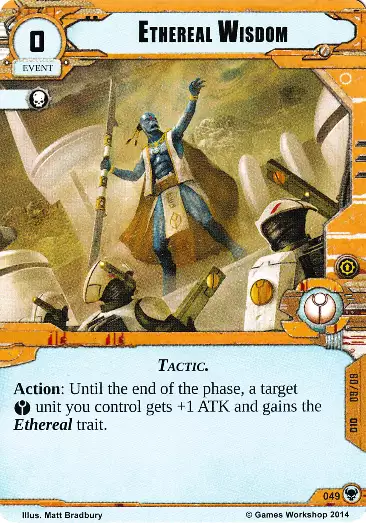 0
EVENT
ETHEREAL WISDOM
TACTIC.
Action: Until the end of the phase, a target
unit you control gets +1 ATK and gains the
Ethereal trait.
049
Illus. Matt Bradbury
© Games Workshop 2014